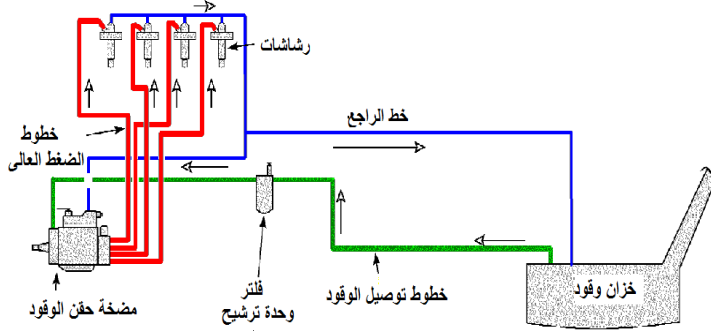 رشاشات
خط الراجع
خطوط
الضغط العالى
فلتر
وحدة ترشيح
خطوط توصيل الوقود
خزان وقود
مضخة حقن الوقود